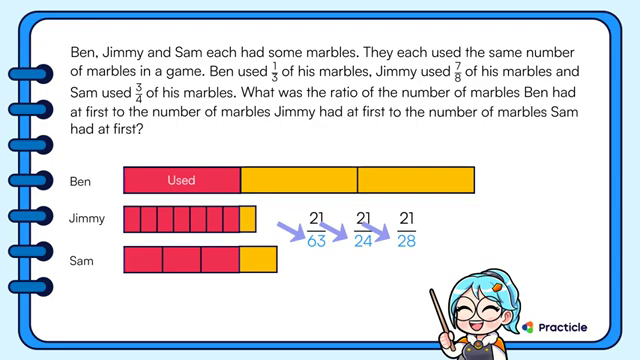 Ben, Jimmy and Sam each had some marbles. They each used the same number
of marbles in a game. Ben used 1/3 of his marbles, Jimmy used 7/8 of his marbles and
Sam used 3/4 of his marbles. What was the ratio of the number of marbles Ben had
at first to the number of marbles Jimmy had at first to the number of marbles Sam
had at first?
Ben
Used
Jimmy
21/63 21/24 21/28
Sam
Practicle